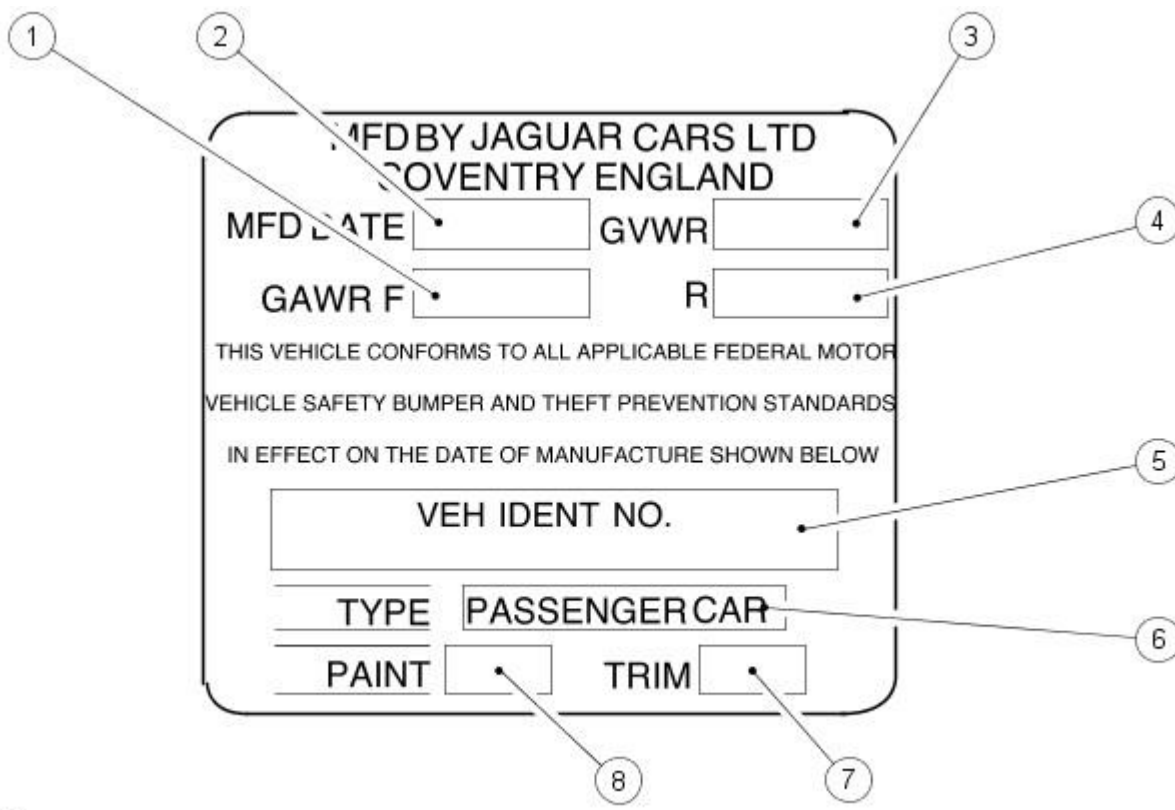 1
2
3
MFD BY JAGUAR CARS LTD
COVENTRY ENGLAND
MFD DATE GVWR
4
GAWR F R
THIS VEHICLE CONFORMS TO ALL APPLICABLE FEDERAL MOTOR
VEHICLE SAFETY BUMPER AND THEFT PREVENTION STANDARDS
IN EFFECT ON THE DATE OF MANUFACTURE SHOWN BELOW
5
VEH IDENT NO.
TYPE PASSENGER CAR
6
PAINT TRIM
8
7